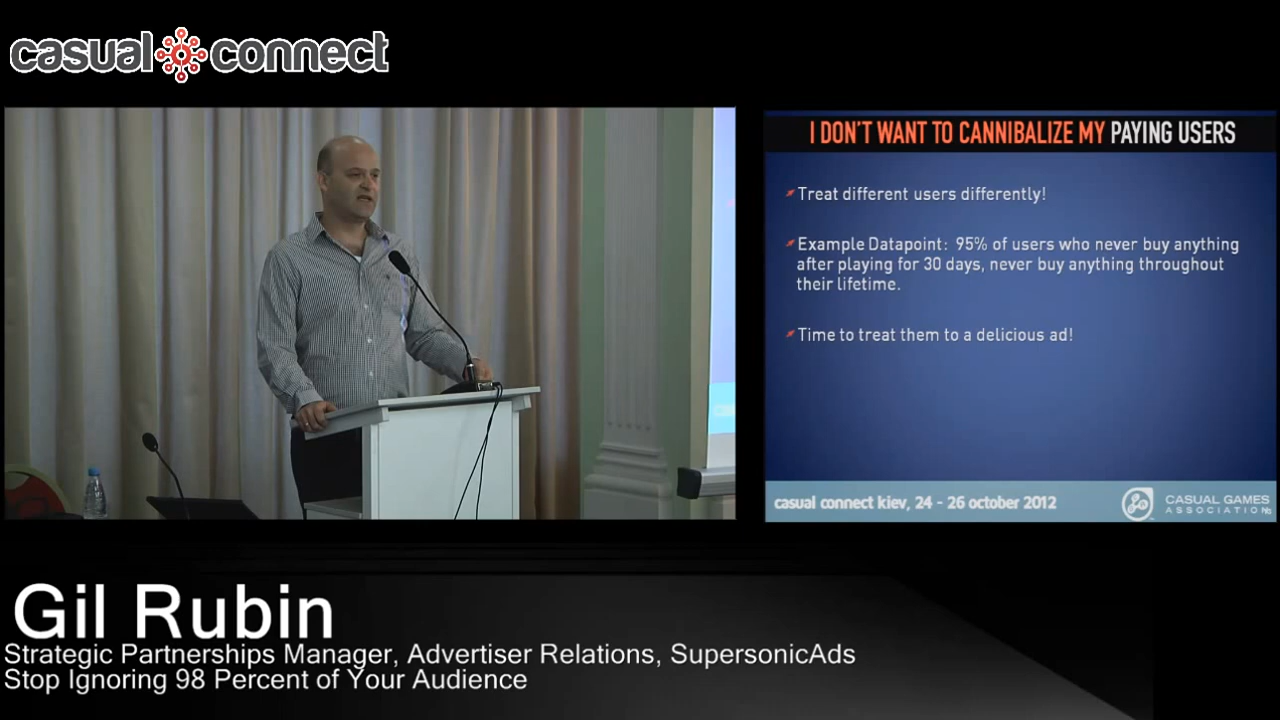 casual connect
I DON'T WANT TO CANNIBALIZE MY PAYING USERS
Treat different users differently!
Example Datapoint: 95% of users who never buy anything
after playing for 30 days, never buy anything throughout
their lifetime.
Time to treat them to a delicious ad!
casual connect kiev, 24 - 26 october 2012
CASUAL GAMES
ASSOCIATION
Gil Rubin
Strategic Partnerships Manager, Advertiser Relations, SupersonicAds
Stop Ignoring 98 Percent of Your Audience